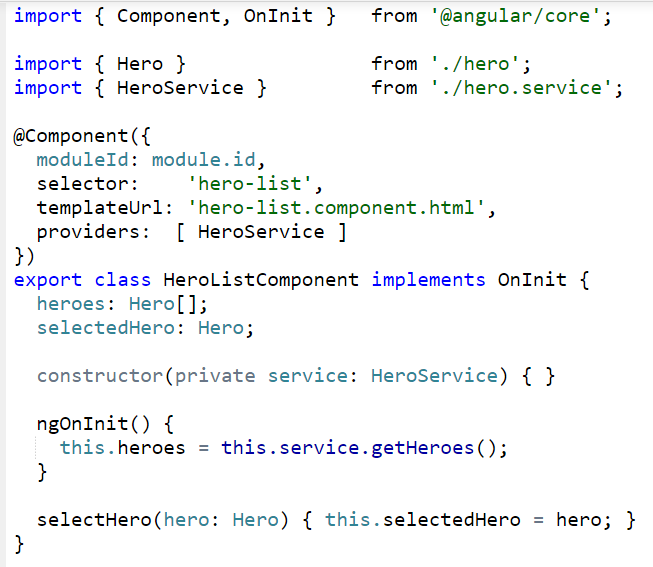 import { Component, OnInit }   from '@angular/core';

import { Hero }                from './hero';
import { HeroService }         from './hero.service';

@Component({
  moduleId: module.id,
  selector:    'hero-list',
  templateUrl: 'hero-list.component.html',
  providers:  [ HeroService ]
})
export class HeroListComponent implements OnInit {
  heroes: Hero[];
  selectedHero: Hero;

  constructor(private service: HeroService) { }

  ngOnInit() {
    this.heroes = this.service.getHeroes();
  }

  selectHero(hero: Hero) { this.selectedHero = hero; }
}